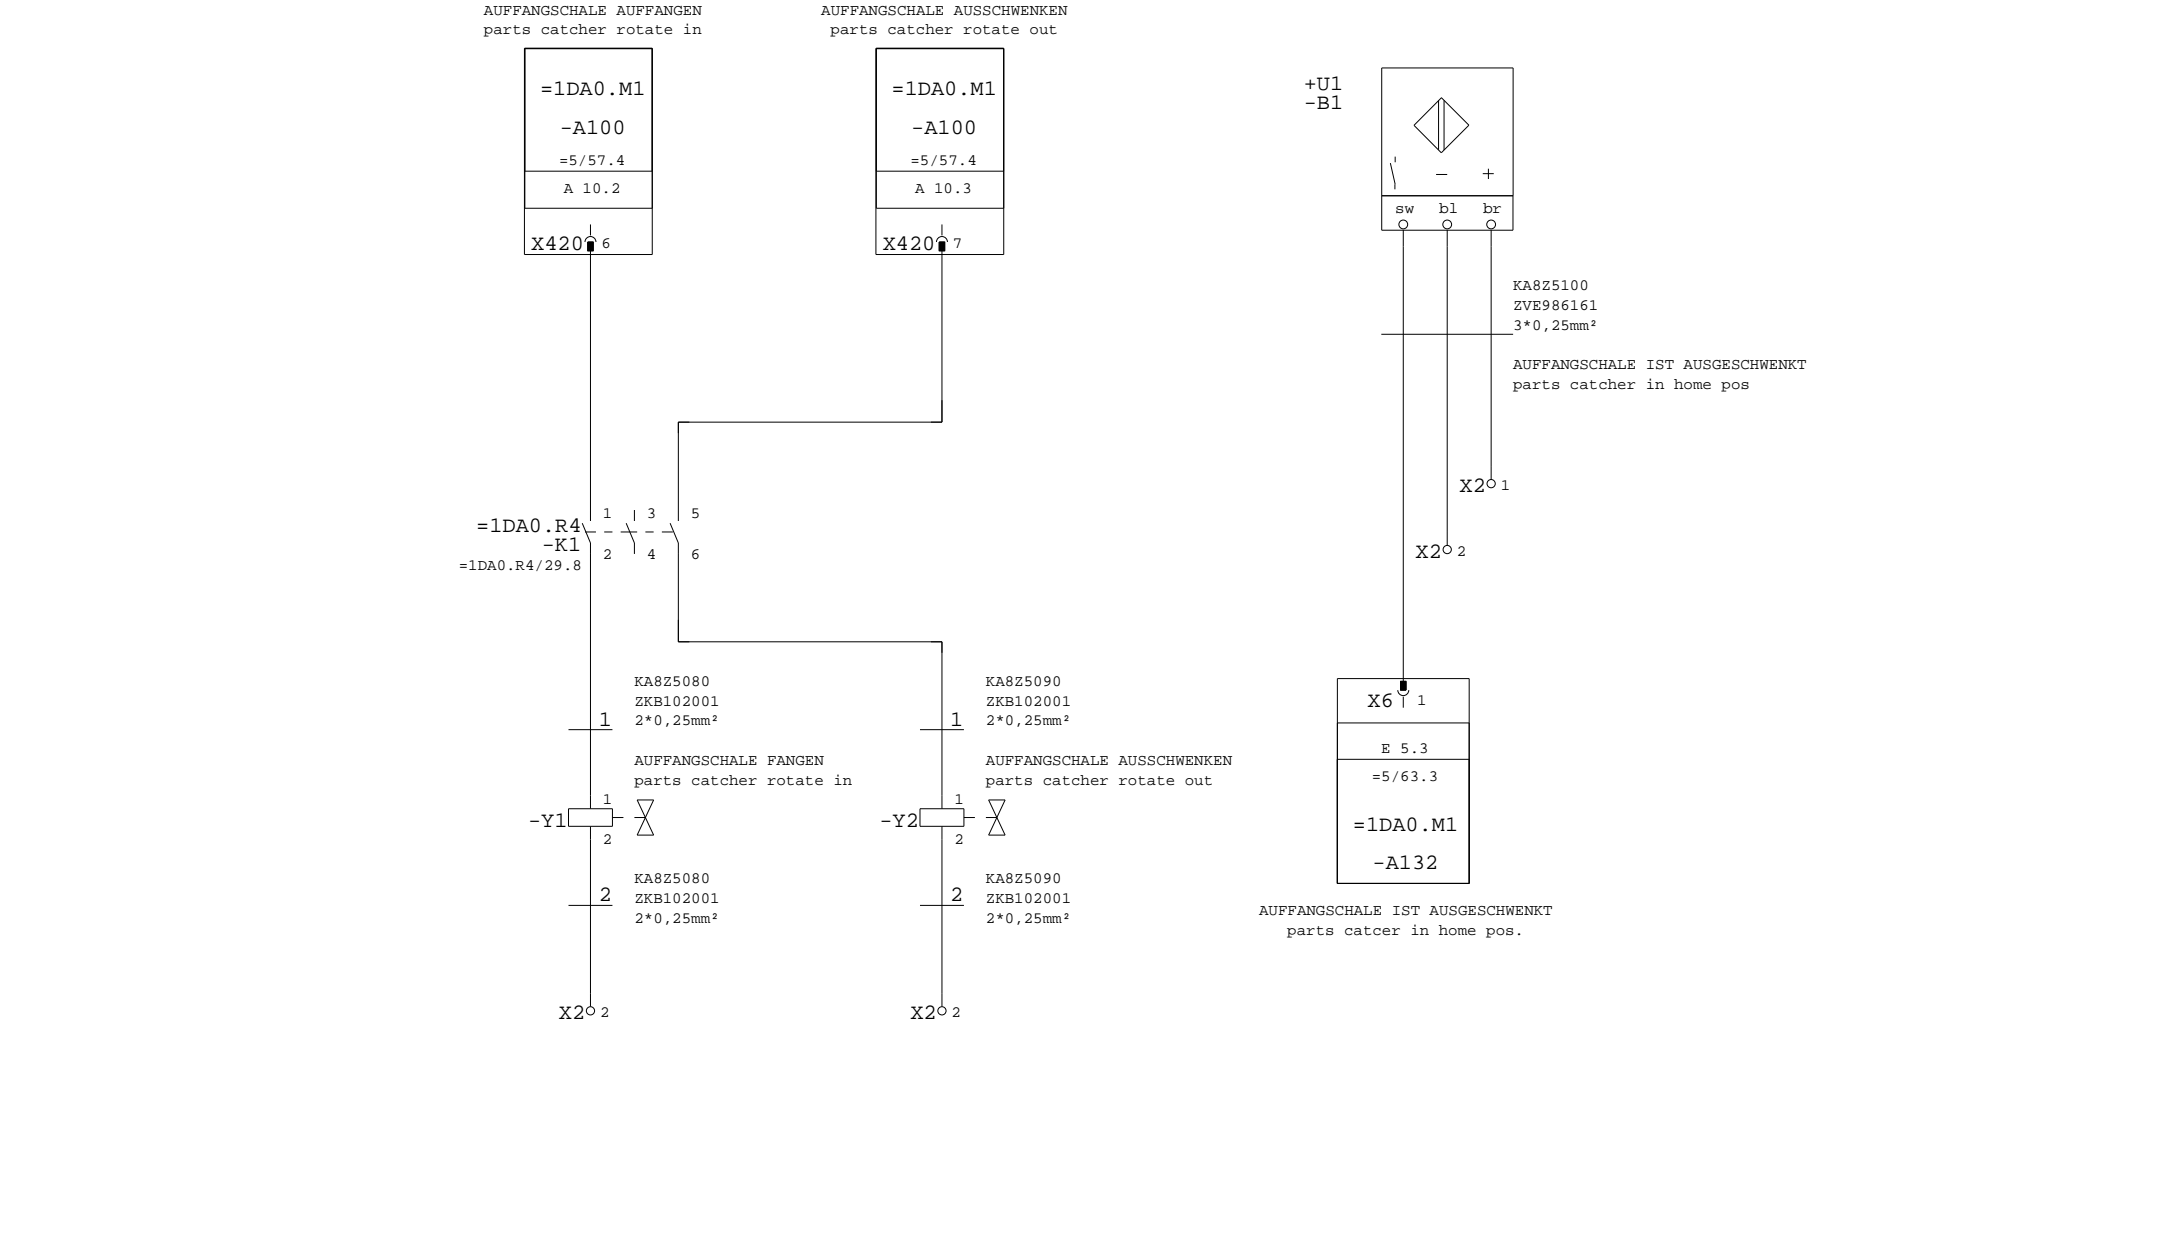 AUFFANGSCHALE AUFFANGEN
parts catcher rotate in
=1DA0.M1
-A100
=5/57.4
A 10.2
X420 6
AUFFANGSCHALE AUSSCHWENKEN
parts catcher rotate out
=1DA0.M1
-A100
=5/57.4
A 10.3
X420 7
+U1
-B1
− +
sw bl br
KA8Z5100
ZVE986161
3*0,25mm²
AUFFANGSCHALE IST AUSGESCHWENKT
parts catcher in home pos
X2 1
X2 2
1 3 5
=1DA0.R4
-K1
2 4 6
=1DA0.R4/29.8
KA8Z5080
ZKB102001
1 2*0,25mm²
AUFFANGSCHALE FANGEN
parts catcher rotate in
1
-Y1
2
KA8Z5080
ZKB102001
2 2*0,25mm²
X2 2
KA8Z5090
ZKB102001
1 2*0,25mm²
AUFFANGSCHALE AUSSCHWENKEN
parts catcher rotate out
1
-Y2
2
KA8Z5090
ZKB102001
2 2*0,25mm²
X2 2
X6 1
E 5.3
=5/63.3
=1DA0.M1
-A132
AUFFANGSCHALE IST AUSGESCHWENKT
parts catcer in home pos.